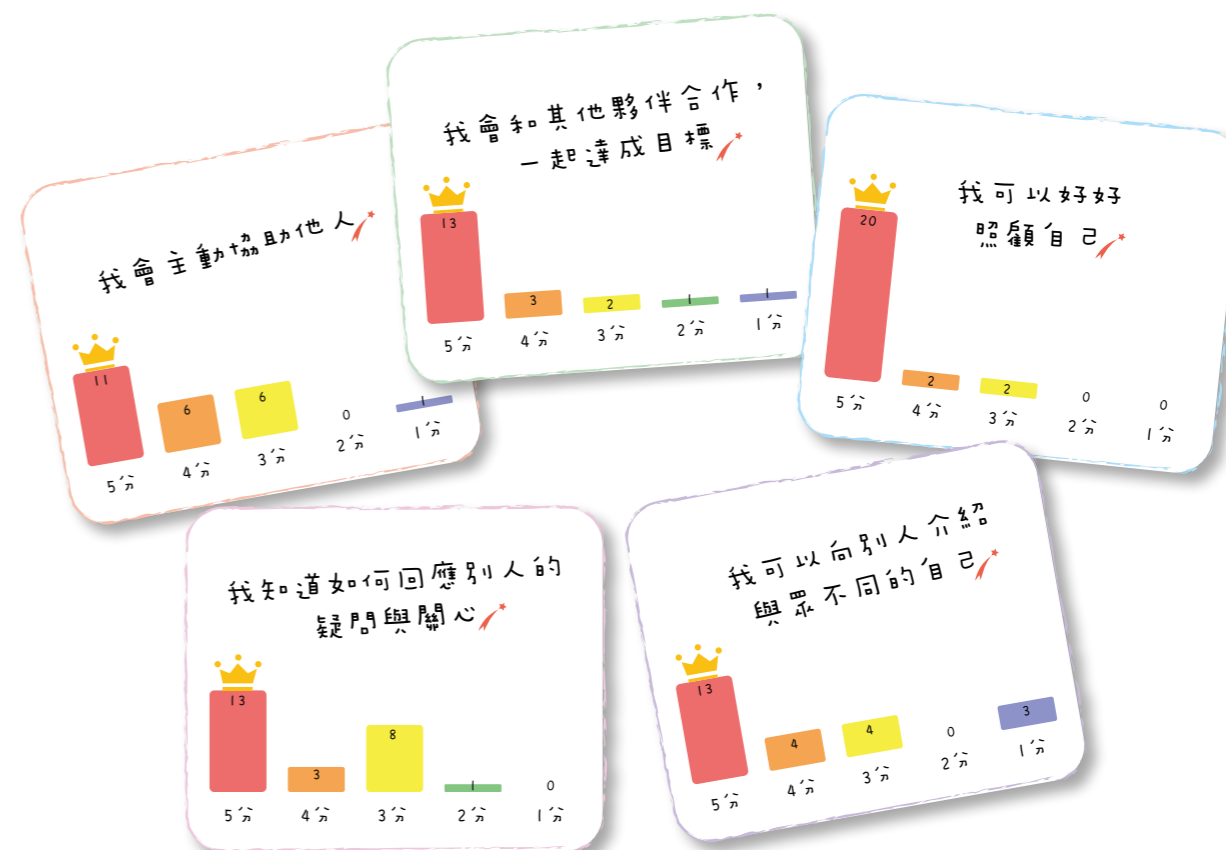 我會和其他夥伴合作，
一起達成目標
13
3
2
1
1
5分
4分
3分
2分
1分
我會主動協助他人
11
6
6
0
1
5分
4分
3分
2分
1分
我可以好好
照顧自己
20
2
2
0
0
5分
4分
3分
2分
1分
我知道如何回應別人的
疑問與關心
13
3
8
1
0
5分
4分
3分
2分
1分
我可以向別人介紹
與眾不同的自己
13
4
4
0
3
5分
4分
3分
2分
1分